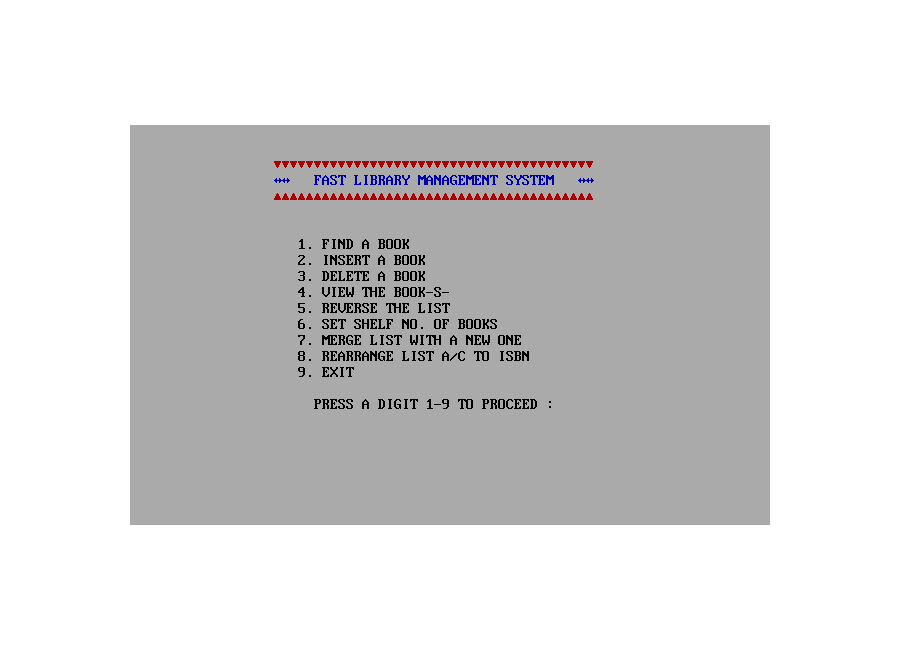 FAST LIBRARY MANAGEMENT SYSTEM
1. FIND A BOOK
2. INSERT A BOOK
3. DELETE A BOOK
4. VIEW THE BOOK-S-
5. REVERSE THE LIST
6. SET SHELF NO. OF BOOKS
7. MERGE LIST WITH A NEW ONE
8. REARRANGE LIST A/C TO ISBN
9. EXIT
PRESS A DIGIT 1-9 TO PROCEED :